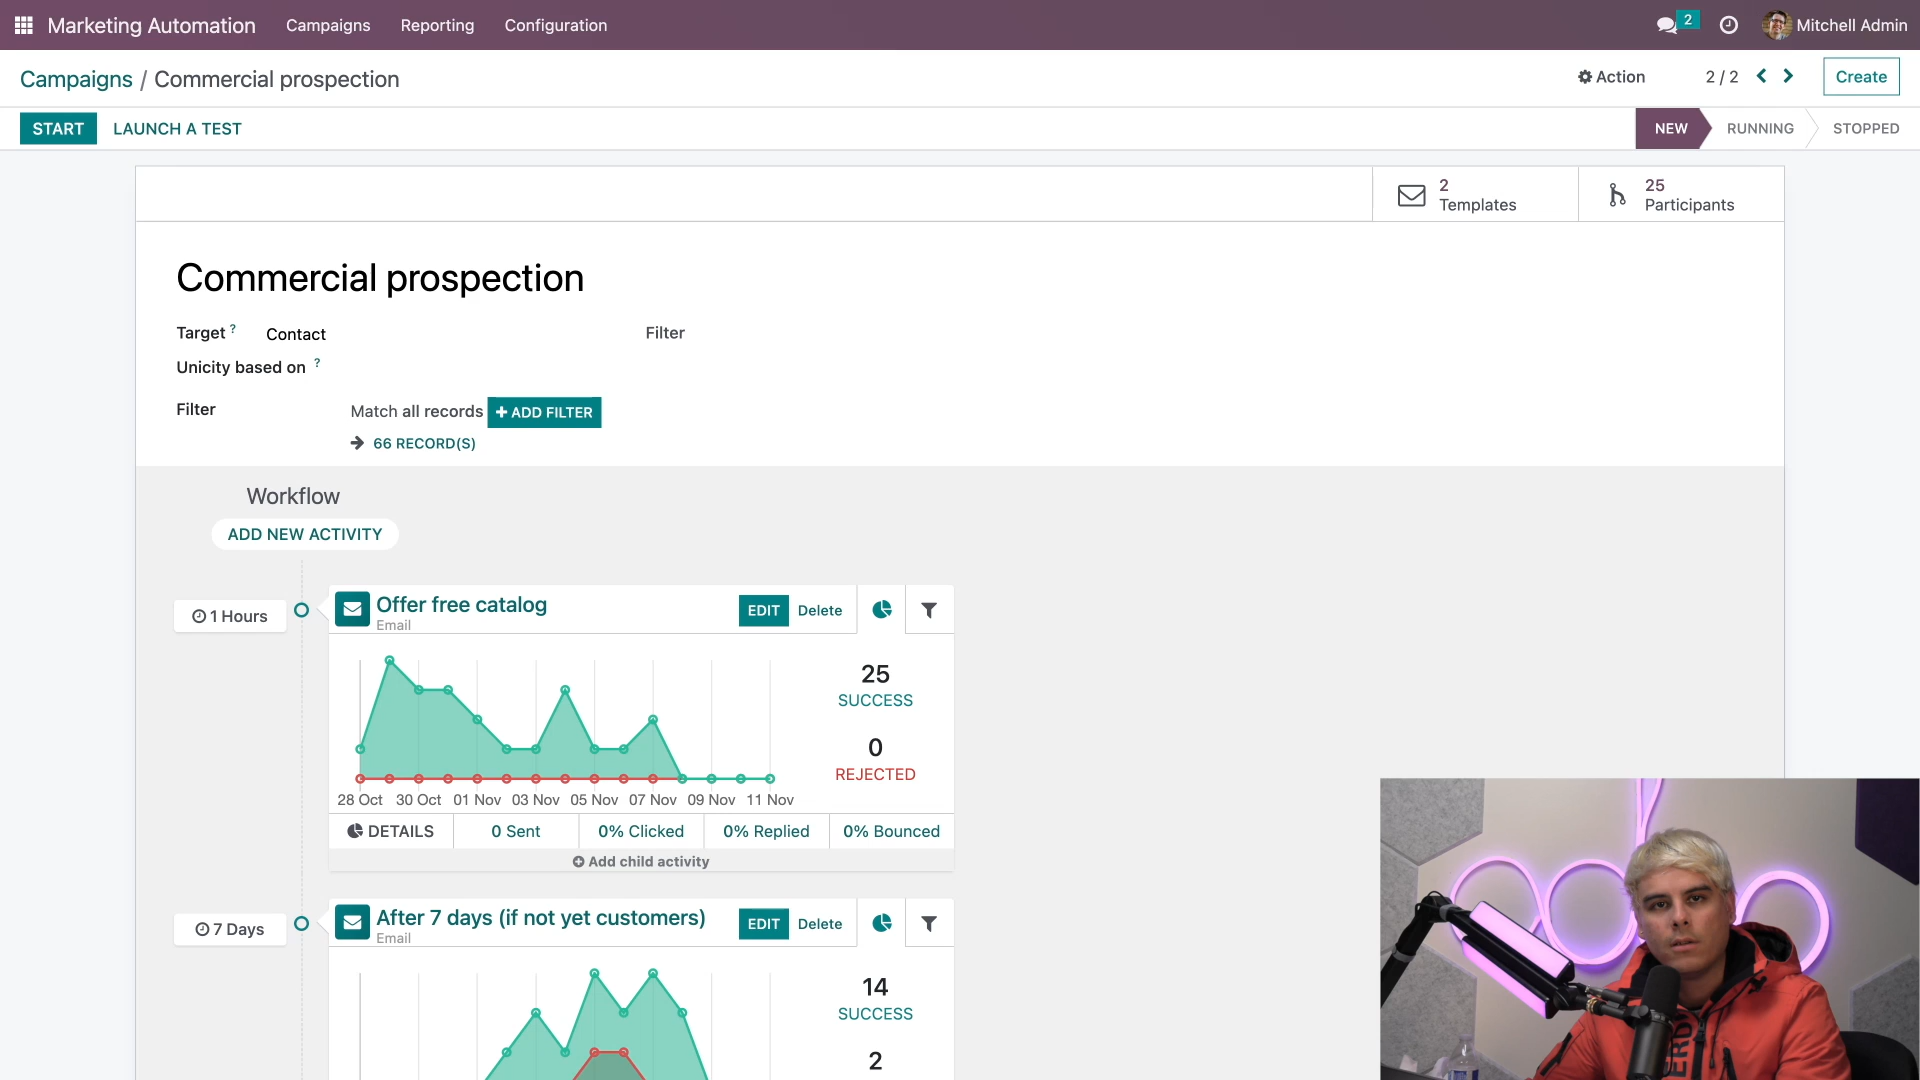 Marketing Automation Campaigns Reporting Configuration 2 Mitchell Admin
Campaigns / Commercial prospection Action 2 / 2 Create
START LAUNCH A TEST NEW RUNNING STOPPED
2 Templates
25 Participants
Commercial prospection
Target ? Contact Filter
Unicity based on ?
Filter Match all records + ADD FILTER
66 RECORD(S)
Workflow
ADD NEW ACTIVITY
1 Hours Offer free catalog EDIT Delete
Email
25
SUCCESS
0
REJECTED
28 Oct 30 Oct 01 Nov 03 Nov 05 Nov 07 Nov 09 Nov 11 Nov
DETAILS 0 Sent 0% Clicked 0% Replied 0% Bounced
Add child activity
7 Days After 7 days (if not yet customers) EDIT Delete
Email
14
SUCCESS
2